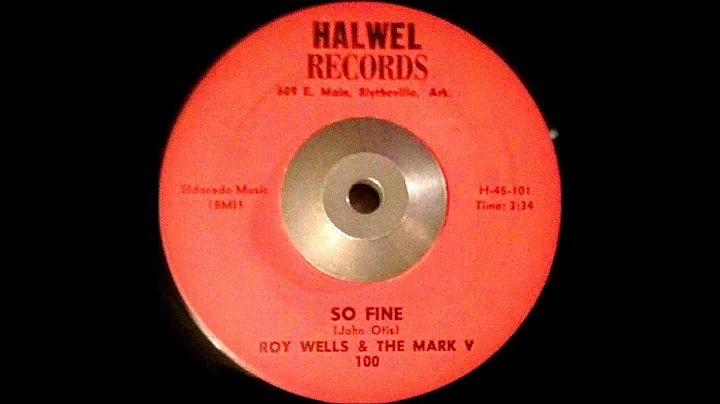 HALWEL
RECORDS
609 E. Main, Blytheville, Ark.
Eldorado Music
(BMI)
H-45-101
Time: 2:34
SO FINE
(John Otis)
ROY WELLS & THE MARK V
100